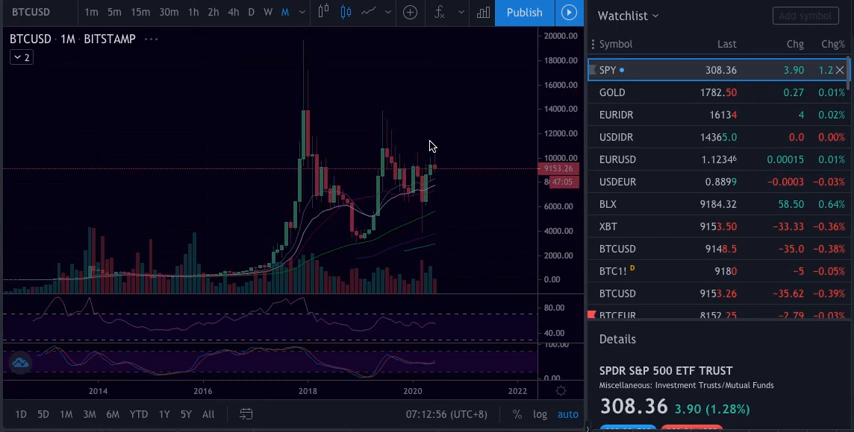 BTCUSD 1m 5m 15m 30m 1h 2h 4h D W M Publish
BTCUSD · 1M · BITSTAMP ···
2
20000.00
18000.00
16000.00
14000.00
12000.00
10000.00
9153.26
47:05
6000.00
4000.00
2000.00
0.00
80.00
40.00
100.00
0.00
2014 2016 2018 2020 2022
1D 5D 1M 3M 6M YTD 1Y 5Y All 07:12:56 (UTC+8) % log auto
Watchlist Add symbol
Symbol Last Chg Chg%
SPY 308.36 3.90 1.2
GOLD 1782.50 0.27 0.01%
EURIDR 16134 4 0.02%
USDIDR 14365.0 0.0 0.00%
EURUSD 1.12346 0.00015 0.01%
USDEUR 0.8899 −0.0003 −0.03%
BLX 9184.32 58.50 0.64%
XBT 9153.50 −33.33 −0.36%
BTCUSD 9148.5 −35.0 −0.38%
BTC1! D 9180 −5 −0.05%
BTCUSD 9153.26 −35.62 −0.39%
BTCEUR 8152.25 −2.79 −0.03%
Details
SPDR S&P 500 ETF TRUST
Miscellaneous: Investment Trusts/Mutual Funds
308.36 3.90 (1.28%)